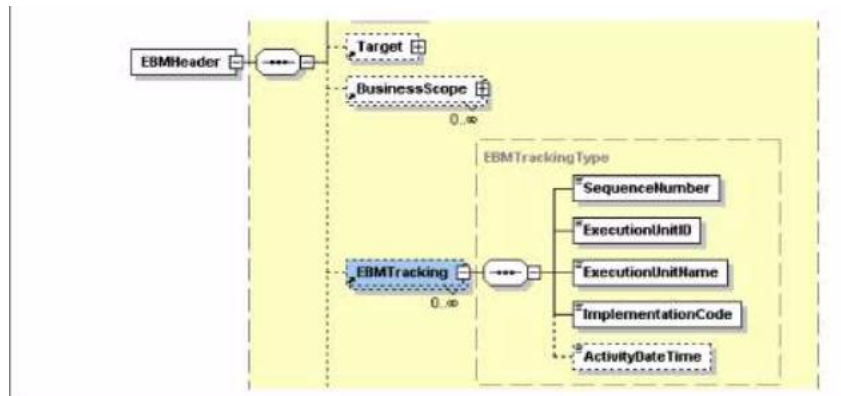 Target
EBMHeader
BusinessScope
0..∞
EBMTrackingType
SequenceNumber
ExecutionUnitID
EBMTracking
ExecutionUnitName
0..∞
ImplementationCode
ActivityDateTime